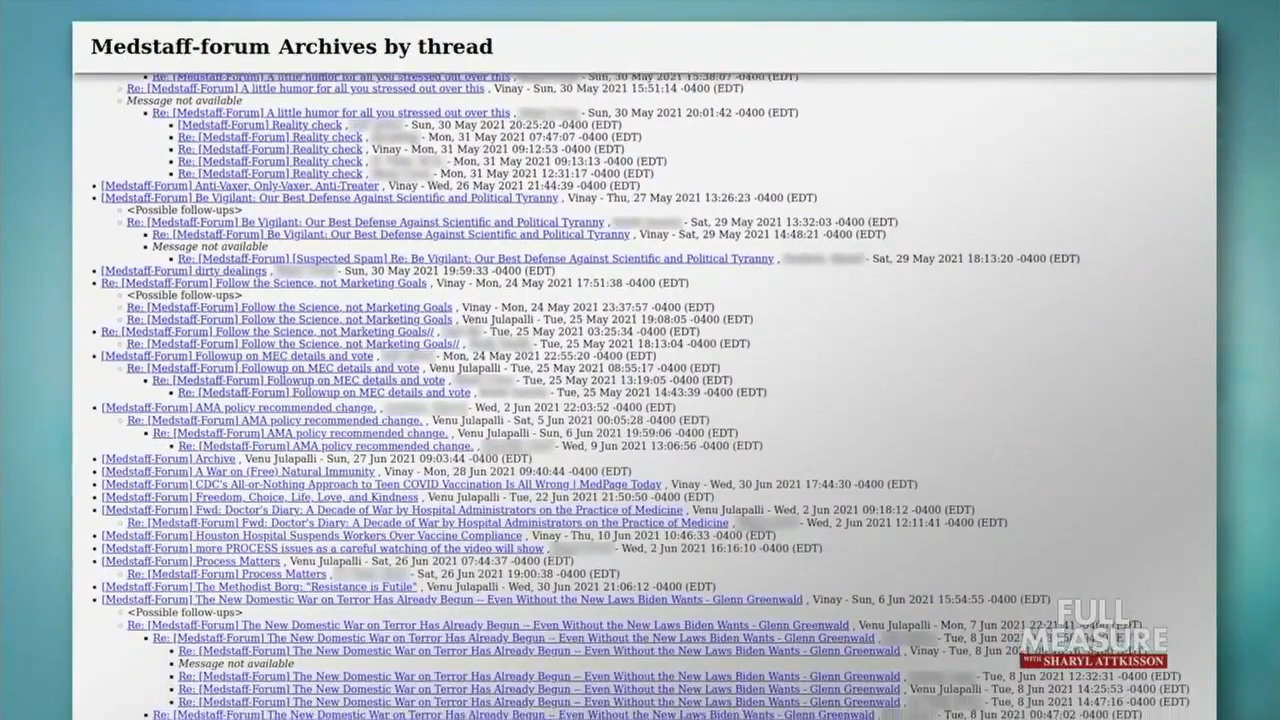 Medstaff-forum Archives by thread
Re: [Medstaff-Forum] A little humor for all you stressed out over this , - Sun, 30 May 2021 15:38:07 -0400 (EDT)
Re: [Medstaff-Forum] A little humor for all you stressed out over this , Vinay - Sun, 30 May 2021 15:51:14 -0400 (EDT)
Message not available
Re: [Medstaff-Forum] A little humor for all you stressed out over this , - Sun, 30 May 2021 20:01:42 -0400 (EDT)
[Medstaff-Forum] Reality check , - Sun, 30 May 2021 20:25:20 -0400 (EDT)
Re: [Medstaff-Forum] Reality check , - Mon, 31 May 2021 07:47:07 -0400 (EDT)
Re: [Medstaff-Forum] Reality check , Vinay - Mon, 31 May 2021 09:12:53 -0400 (EDT)
Re: [Medstaff-Forum] Reality check , - Mon, 31 May 2021 09:13:13 -0400 (EDT)
Re: [Medstaff-Forum] Reality check , - Mon, 31 May 2021 12:31:17 -0400 (EDT)
[Medstaff-Forum] Anti-Vaxer, Only-Vaxer, Anti-Treater , Vinay - Wed, 26 May 2021 21:44:39 -0400 (EDT)
[Medstaff-Forum] Be Vigilant: Our Best Defense Against Scientific and Political Tyranny , Vinay - Thu, 27 May 2021 13:26:23 -0400 (EDT)
<Possible follow-ups>
Re: [Medstaff-Forum] Be Vigilant: Our Best Defense Against Scientific and Political Tyranny , - Sat, 29 May 2021 13:32:03 -0400 (EDT)
Re: [Medstaff-Forum] Be Vigilant: Our Best Defense Against Scientific and Political Tyranny , Vinay - Sat, 29 May 2021 14:48:21 -0400 (EDT)
Message not available
Re: [Medstaff-Forum] [Suspected Spam] Re: Be Vigilant: Our Best Defense Against Scientific and Political Tyranny , - Sat, 29 May 2021 18:13:20 -0400 (EDT)
[Medstaff-Forum] dirty dealings , - Sun, 30 May 2021 19:59:33 -0400 (EDT)
Re: [Medstaff-Forum] Follow the Science, not Marketing Goals , Vinay - Mon, 24 May 2021 17:51:38 -0400 (EDT)
<Possible follow-ups>
Re: [Medstaff-Forum] Follow the Science, not Marketing Goals , Vinay - Mon, 24 May 2021 23:37:57 -0400 (EDT)
Re: [Medstaff-Forum] Follow the Science, not Marketing Goals , Venu Julapalli - Tue, 25 May 2021 19:08:05 -0400 (EDT)
Re: [Medstaff-Forum] Follow the Science, not Marketing Goals// , - Tue, 25 May 2021 03:25:34 -0400 (EDT)
Re: [Medstaff-Forum] Follow the Science, not Marketing Goals// , - Tue, 25 May 2021 18:13:04 -0400 (EDT)
[Medstaff-Forum] Followup on MEC details and vote , - Mon, 24 May 2021 22:55:20 -0400 (EDT)
Re: [Medstaff-Forum] Followup on MEC details and vote , Venu Julapalli - Tue, 25 May 2021 08:55:17 -0400 (EDT)
Re: [Medstaff-Forum] Followup on MEC details and vote , - Tue, 25 May 2021 13:19:05 -0400 (EDT)
Re: [Medstaff-Forum] Followup on MEC details and vote , - Tue, 25 May 2021 14:43:39 -0400 (EDT)
[Medstaff-Forum] AMA policy recommended change. , - Wed, 2 Jun 2021 22:03:52 -0400 (EDT)
Re: [Medstaff-Forum] AMA policy recommended change. , Venu Julapalli - Sat, 5 Jun 2021 00:05:28 -0400 (EDT)
Re: [Medstaff-Forum] AMA policy recommended change. , Venu Julapalli - Sun, 6 Jun 2021 19:59:06 -0400 (EDT)
Re: [Medstaff-Forum] AMA policy recommended change. , - Wed, 9 Jun 2021 13:06:56 -0400 (EDT)
[Medstaff-Forum] Archive , Venu Julapalli - Sun, 27 Jun 2021 09:03:44 -0400 (EDT)
[Medstaff-Forum] A War on (Free) Natural Immunity , Vinay - Mon, 28 Jun 2021 09:40:44 -0400 (EDT)
[Medstaff-Forum] CDC's All-or-Nothing Approach to Teen COVID Vaccination Is All Wrong | MedPage Today , Vinay - Wed, 30 Jun 2021 17:44:30 -0400 (EDT)
[Medstaff-Forum] Freedom, Choice, Life, Love, and Kindness , Venu Julapalli - Tue, 22 Jun 2021 21:50:50 -0400 (EDT)
[Medstaff-Forum] Fwd: Doctor's Diary: A Decade of War by Hospital Administrators on the Practice of Medicine , Venu Julapalli - Wed, 2 Jun 2021 09:18:12 -0400 (EDT)
Re: [Medstaff-Forum] Fwd: Doctor's Diary: A Decade of War by Hospital Administrators on the Practice of Medicine , - Wed, 2 Jun 2021 12:11:41 -0400 (EDT)
[Medstaff-Forum] Houston Hospital Suspends Workers Over Vaccine Compliance , Vinay - Thu, 10 Jun 2021 10:46:33 -0400 (EDT)
[Medstaff-Forum] more PROCESS issues as a careful watching of the video will show , - Wed, 2 Jun 2021 16:16:10 -0400 (EDT)
[Medstaff-Forum] Process Matters , Venu Julapalli - Sat, 26 Jun 2021 07:44:37 -0400 (EDT)
Re: [Medstaff-Forum] Process Matters , - Sat, 26 Jun 2021 19:00:38 -0400 (EDT)
[Medstaff-Forum] The Methodist Borg: "Resistance is Futile" , Venu Julapalli - Wed, 30 Jun 2021 21:06:12 -0400 (EDT)
[Medstaff-Forum] The New Domestic War on Terror Has Already Begun -- Even Without the New Laws Biden Wants - Glenn Greenwald , Vinay - Sun, 6 Jun 2021 15:54:55 -0400 (EDT)
<Possible follow-ups>
Re: [Medstaff-Forum] The New Domestic War on Terror Has Already Begun -- Even Without the New Laws Biden Wants - Glenn Greenwald , Venu Julapalli - Mon, 7 Jun 2021 22:21:41 -0400 (EDT)
Re: [Medstaff-Forum] The New Domestic War on Terror Has Already Begun -- Even Without the New Laws Biden Wants - Glenn Greenwald , - Tue, 8 Jun 202
Re: [Medstaff-Forum] The New Domestic War on Terror Has Already Begun -- Even Without the New Laws Biden Wants - Glenn Greenwald , Vinay - Tue, 8 Jun 20
Message not available
Re: [Medstaff-Forum] The New Domestic War on Terror Has Already Begun -- Even Without the New Laws Biden Wants - Glenn Greenwald , - Tue, 8 Jun 2021 12:32:31 -0400 (EDT)
Re: [Medstaff-Forum] The New Domestic War on Terror Has Already Begun -- Even Without the New Laws Biden Wants - Glenn Greenwald , Venu Julapalli - Tue, 8 Jun 2021 14:25:53 -0400 (EDT)
Re: [Medstaff-Forum] The New Domestic War on Terror Has Already Begun -- Even Without the New Laws Biden Wants - Glenn Greenwald , - Tue, 8 Jun 2021 14:47:16 -0400 (EDT)
Re: [Medstaff-Forum] The New Domestic War on Terror Has Already Begun -- Even Without the New Laws Biden Wants - Glenn Greenwald , - Tue, 8 Jun 2021 00:47:02 -0400 (EDT)
FULL
MEASURE
WITH SHARYL ATTKISSON